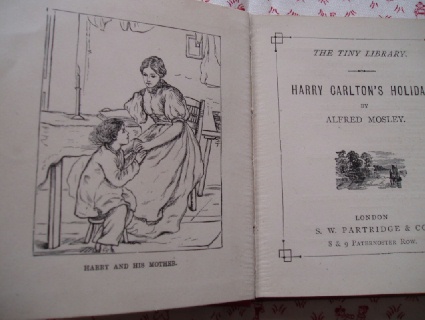 HARRY AND HIS MOTHER.
THE TINY LIBRARY.
HARRY CARLTON'S HOLIDA
BY
ALFRED MOSLEY.
LONDON
S. W. PARTRIDGE & CO
8 & 9 PATERNOSTER ROW.